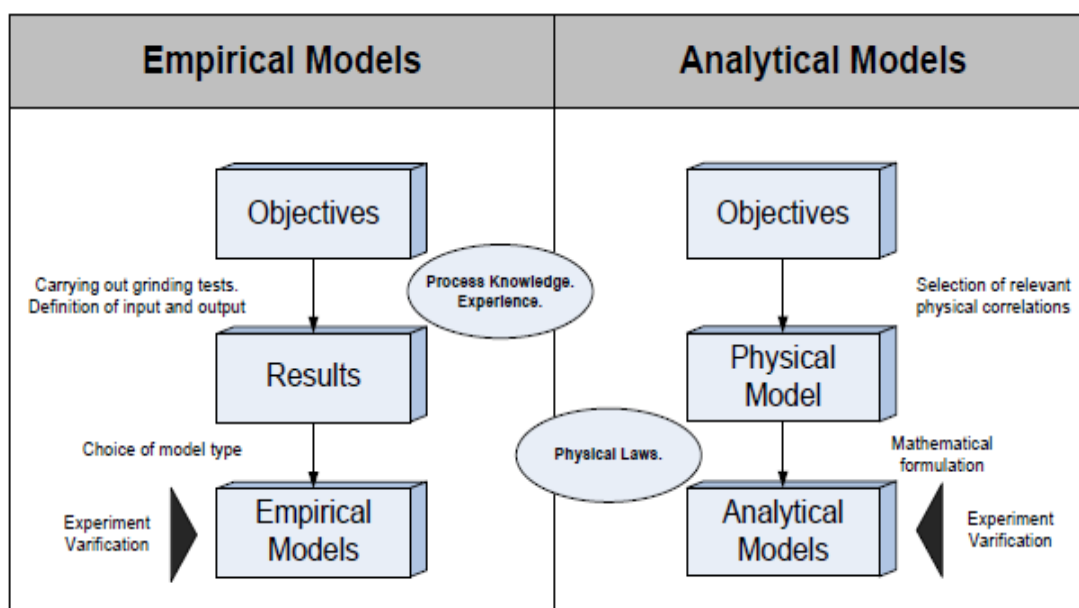 Empirical Models
Analytical Models
Objectives
Objectives
Process Knowledge.
Experience.
Carrying out grinding tests.
Definition of input and output
Selection of relevant
physical correlations
Results
Physical
Model
Choice of model type
Physical Laws.
Mathematical
formulation
Experiment
Varification
Empirical
Models
Analytical
Models
Experiment
Varification